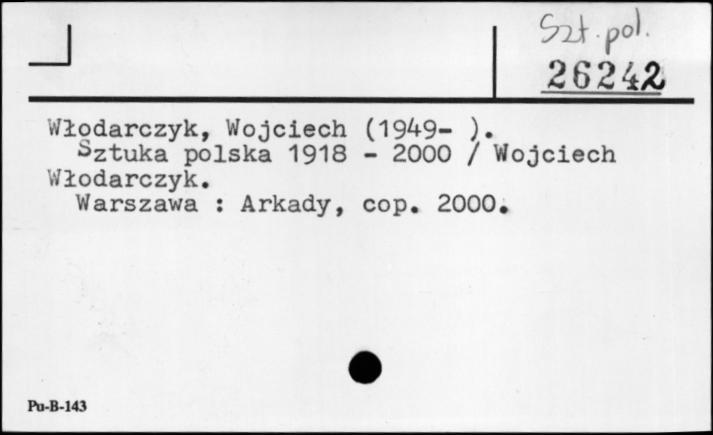 Szt. pol.
26242
Włodarczyk, Wojciech (1949- ).
Sztuka polska 1918 - 2000 / Wojciech
Włodarczyk.
Warszawa : Arkady, cop. 2000.
Pu-B-143